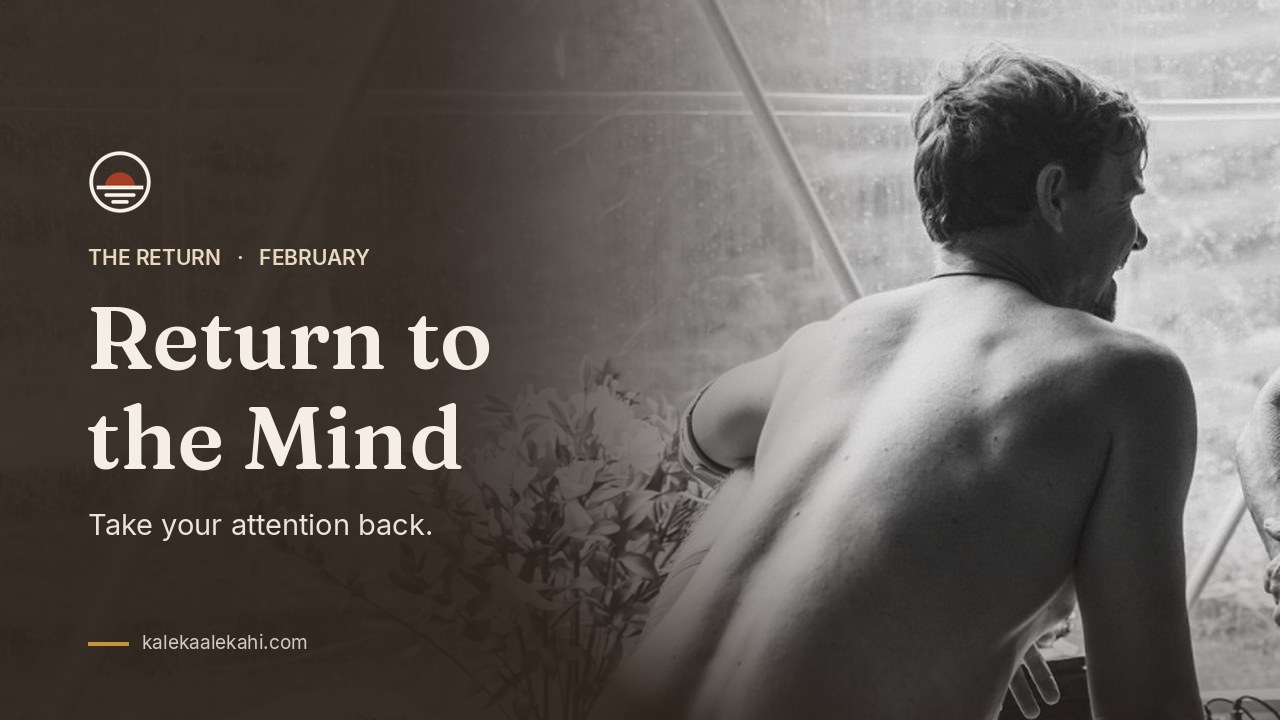 THE RETURN · FEBRUARY
Return to
the Mind
Take your attention back.
kalekaalekahi.com